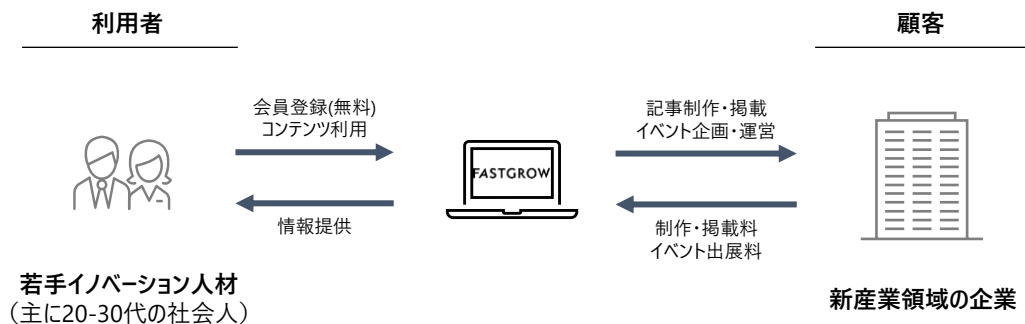 利用者
顧客
会員登録(無料)
コンテンツ利用
記事制作・掲載
イベント企画・運営
FASTGROW
情報提供
制作・掲載料
イベント出展料
若手イノベーション人材
（主に20-30代の社会人）
新産業領域の企業